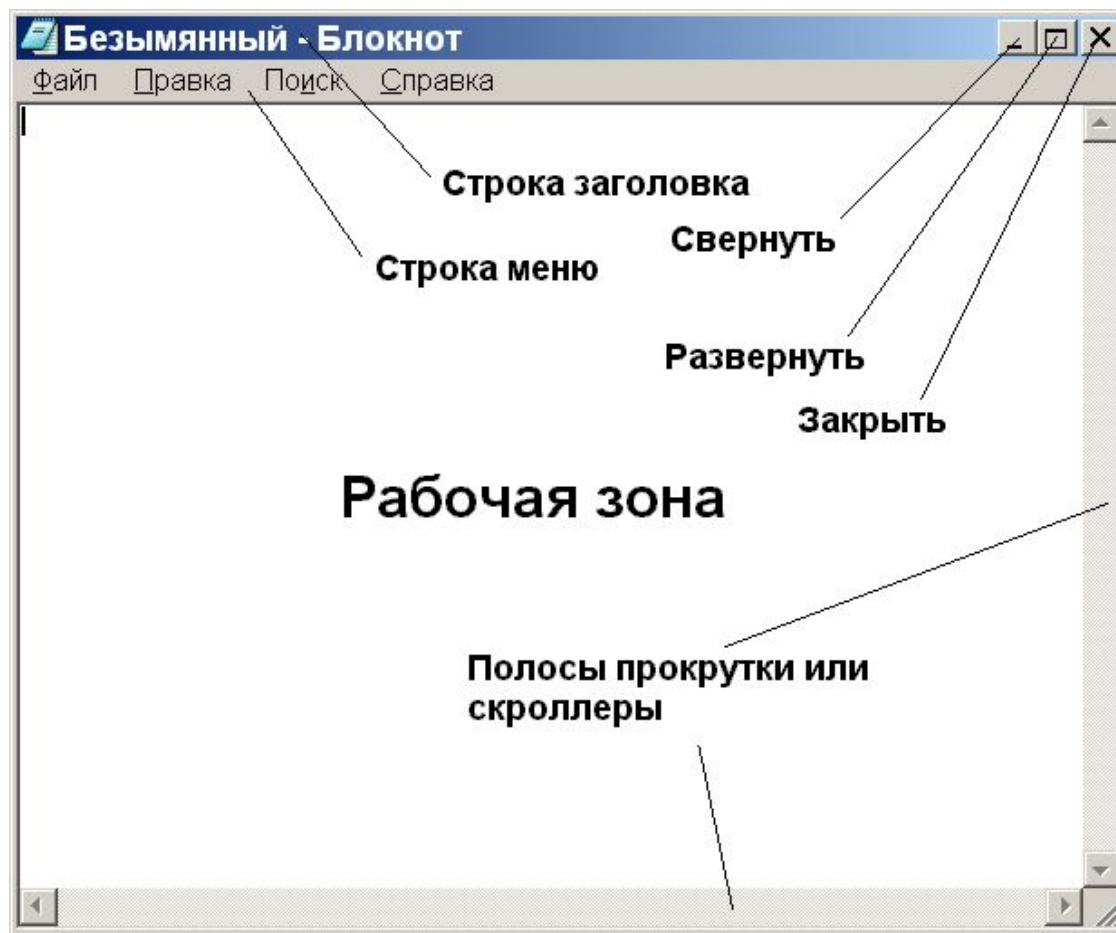 Безымянный - Блокнот
Файл Правка Поиск Справка
Строка заголовка
Свернуть
Строка меню
Развернуть
Закрыть
Рабочая зона
Полосы прокрутки или
скроллеры